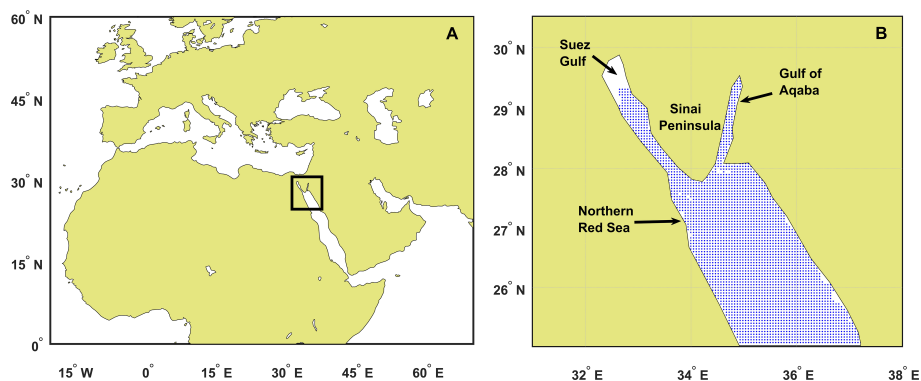 A
60° N
45° N
30° N
15° N
0°
15° W
0°
15° E
30° E
45° E
60° E
B
30° N
29° N
28° N
27° N
26° N
Suez
Gulf
Gulf of
Aqaba
Sinai
Peninsula
Northern
Red Sea
32° E
34° E
36° E
38° E